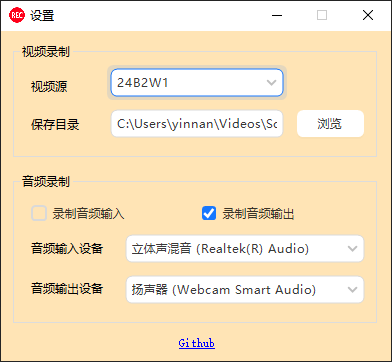 REC 设置
视频录制
视频源 24B2W1
保存目录 C:\Users\yinnan\Videos\Sc 浏览
音频录制
录制音频输入 录制音频输出
音频输入设备 立体声混音 (Realtek(R) Audio)
音频输出设备 扬声器 (Webcam Smart Audio)
Github